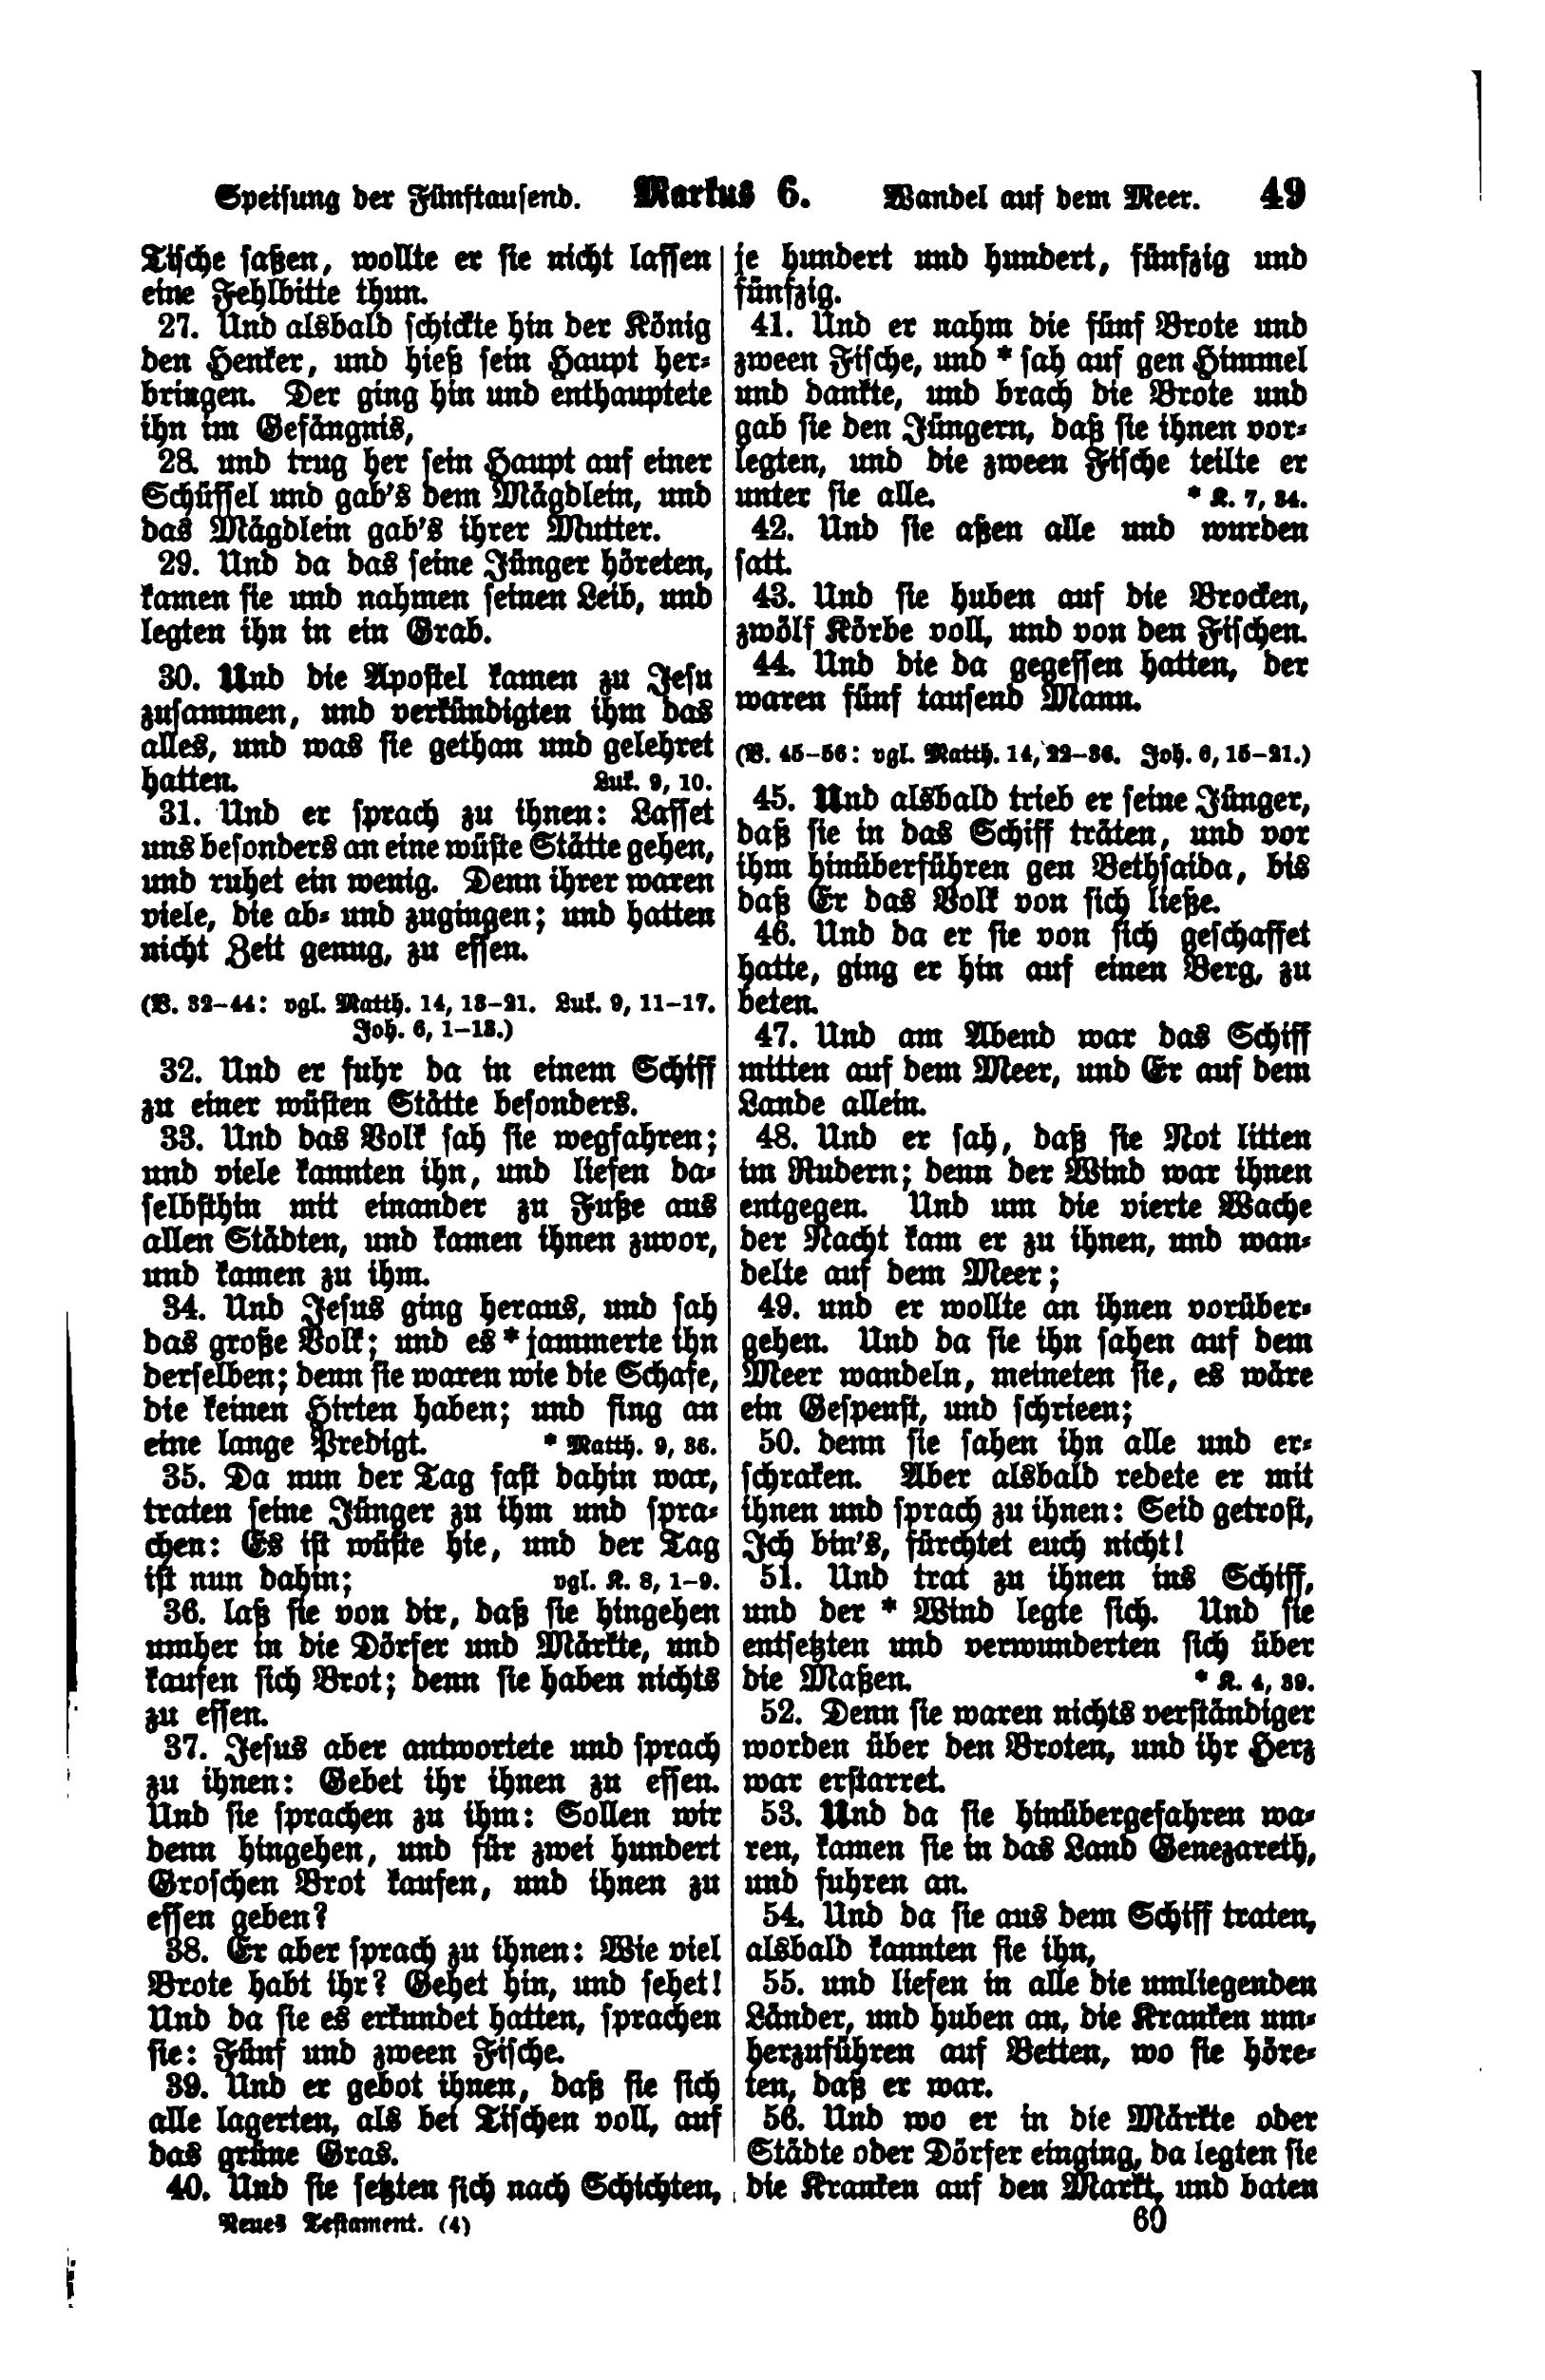 Speisung der Fünftausend. Markus 6. Wandel auf dem Meer. 49
Tische saßen, wollte er sie nicht lassen
eine Fehlbitte thun.
27. Und alsbald schickte hin der König
den Henker, und hieß sein Haupt her-
bringen. Der ging hin und enthauptete
ihn im Gefängnis,
28. und trug her sein Haupt auf einer
Schüssel und gab's dem Mägdlein, und
das Mägdlein gab's ihrer Mutter.
29. Und da das seine Jünger höreten,
kamen sie und nahmen seinen Leib, und
legten ihn in ein Grab.
30. Und die Apostel kamen zu Jesu
zusammen, und verkündigten ihm das
alles, und was sie gethan und gelehret
hatten. Luk. 9, 10.
31. Und er sprach zu ihnen: Lasset
uns besonders an eine wüste Stätte gehen,
und ruhet ein wenig. Denn ihrer waren
viele, die ab- und zugingen; und hatten
nicht Zeit genug, zu essen.
(V. 32–44: vgl. Matth. 14, 13–21. Luk. 9, 11–17.
Joh. 6, 1–13.)
32. Und er fuhr da in einem Schiff
zu einer wüsten Stätte besonders.
33. Und das Volk sah sie wegfahren;
und viele kannten ihn, und liefen da-
selbsthin mit einander zu Fuße aus
allen Städten, und kamen ihnen zuvor,
und kamen zu ihm.
34. Und Jesus ging heraus, und sah
das große Volk; und es * jammerte ihn
derselben; denn sie waren wie die Schafe,
die keinen Hirten haben; und fing an
eine lange Predigt. * Matth. 9, 36.
35. Da nun der Tag fast dahin war,
traten seine Jünger zu ihm und spra-
chen: Es ist wüste hie, und der Tag
ist nun dahin; vgl. K. 8, 1–9.
36. laß sie von dir, daß sie hingehen
umher in die Dörfer und Märkte, und
kaufen sich Brot; denn sie haben nichts
zu essen.
37. Jesus aber antwortete und sprach
zu ihnen: Gebet ihr ihnen zu essen.
Und sie sprachen zu ihm: Sollen wir
denn hingehen, und für zwei hundert
Groschen Brot kaufen, und ihnen zu
essen geben?
38. Er aber sprach zu ihnen: Wie viel
Brote habt ihr? Gehet hin, und sehet!
Und da sie es erkundet hatten, sprachen
sie: Fünf und zween Fische.
39. Und er gebot ihnen, daß sie sich
alle lagerten, als bei Tischen voll, auf
das grüne Gras.
40. Und sie setzten sich nach Schichten,
Neues Testament. (4)
je hundert und hundert, fünfzig und
fünfzig.
41. Und er nahm die fünf Brote und
zween Fische, und * sah auf gen Himmel
und dankte, und brach die Brote und
gab sie den Jüngern, daß sie ihnen vor-
legten, und die zween Fische teilte er
unter sie alle. * K. 7, 34.
42. Und sie aßen alle und wurden
satt.
43. Und sie huben auf die Brocken,
zwölf Körbe voll, und von den Fischen.
44. Und die da gegessen hatten, der
waren fünf tausend Mann.
(V. 45–56: vgl. Matth. 14, 22–36. Joh. 6, 15–21.)
45. Und alsbald trieb er seine Jünger,
daß sie in das Schiff träten, und vor
ihm hinüberführen gen Bethsaida, bis
daß Er das Volk von sich ließe.
46. Und da er sie von sich geschaffet
hatte, ging er hin auf einen Berg, zu
beten.
47. Und am Abend war das Schiff
mitten auf dem Meer, und Er auf dem
Lande allein.
48. Und er sah, daß sie Not litten
im Rudern; denn der Wind war ihnen
entgegen. Und um die vierte Wache
der Nacht kam er zu ihnen, und wan-
delte auf dem Meer;
49. und er wollte an ihnen vorüber-
gehen. Und da sie ihn sahen auf dem
Meer wandeln, meineten sie, es wäre
ein Gespenst, und schrieen;
50. denn sie sahen ihn alle und er-
schraken. Aber alsbald redete er mit
ihnen und sprach zu ihnen: Seid getrost,
Ich bin's, fürchtet euch nicht!
51. Und trat zu ihnen ins Schiff,
und der * Wind legte sich. Und sie
entsetzten und verwunderten sich über
die Maßen. * K. 4, 39.
52. Denn sie waren nichts verständiger
worden über den Broten, und ihr Herz
war erstarret.
53. Und da sie hinübergefahren wa-
ren, kamen sie in das Land Genezareth,
und fuhren an.
54. Und da sie aus dem Schiff traten,
alsbald kannten sie ihn,
55. und liefen in alle die umliegenden
Länder, und huben an, die Kranken um-
herzuführen auf Betten, wo sie höre-
ten, daß er war.
56. Und wo er in die Märkte oder
Städte oder Dörfer einging, da legten sie
die Kranken auf den Markt, und baten
60